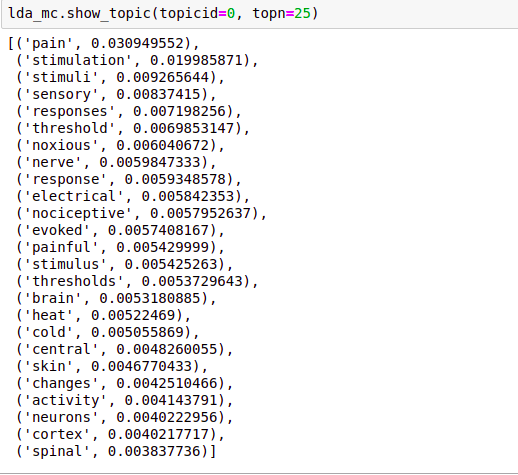 lda_mc.show_topic(topicid=0, topn=25)
[('pain', 0.030949552),
('stimulation', 0.019985871),
('stimuli', 0.009265644),
('sensory', 0.00837415),
('responses', 0.007198256),
('threshold', 0.0069853147),
('noxious', 0.006040672),
('nerve', 0.0059847333),
('response', 0.0059348578),
('electrical', 0.005842353),
('nociceptive', 0.0057952637),
('evoked', 0.0057408167),
('painful', 0.005429999),
('stimulus', 0.005425263),
('thresholds', 0.0053729643),
('brain', 0.0053180885),
('heat', 0.00522469),
('cold', 0.005055869),
('central', 0.0048260055),
('skin', 0.0046770433),
('changes', 0.0042510466),
('activity', 0.004143791),
('neurons', 0.0040222956),
('cortex', 0.0040217717),
('spinal', 0.003837736)]